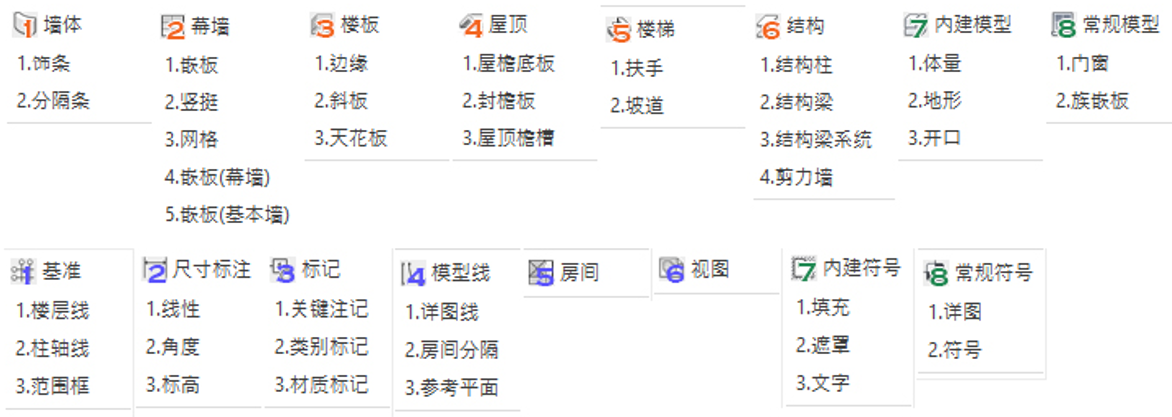 1 墙体
1.饰条
2.分隔条
2 幕墙
1.嵌板
2.竖挺
3.网格
4.嵌板(幕墙)
5.嵌板(基本墙)
3 楼板
1.边缘
2.斜板
3.天花板
4 屋顶
1.屋檐底板
2.封檐板
3.屋顶檐槽
5 楼梯
1.扶手
2.坡道
6 结构
1.结构柱
2.结构梁
3.结构梁系统
4.剪力墙
7 内建模型
1.体量
2.地形
3.开口
8 常规模型
1.门窗
2.族嵌板
1 基准
1.楼层线
2.柱轴线
3.范围框
2 尺寸标注
1.线性
2.角度
3.标高
3 标记
1.关键注记
2.类别标记
3.材质标记
4 模型线
1.详图线
2.房间分隔
3.参考平面
5 房间
6 视图
7 内建符号
1.填充
2.遮罩
3.文字
8 常规符号
1.详图
2.符号